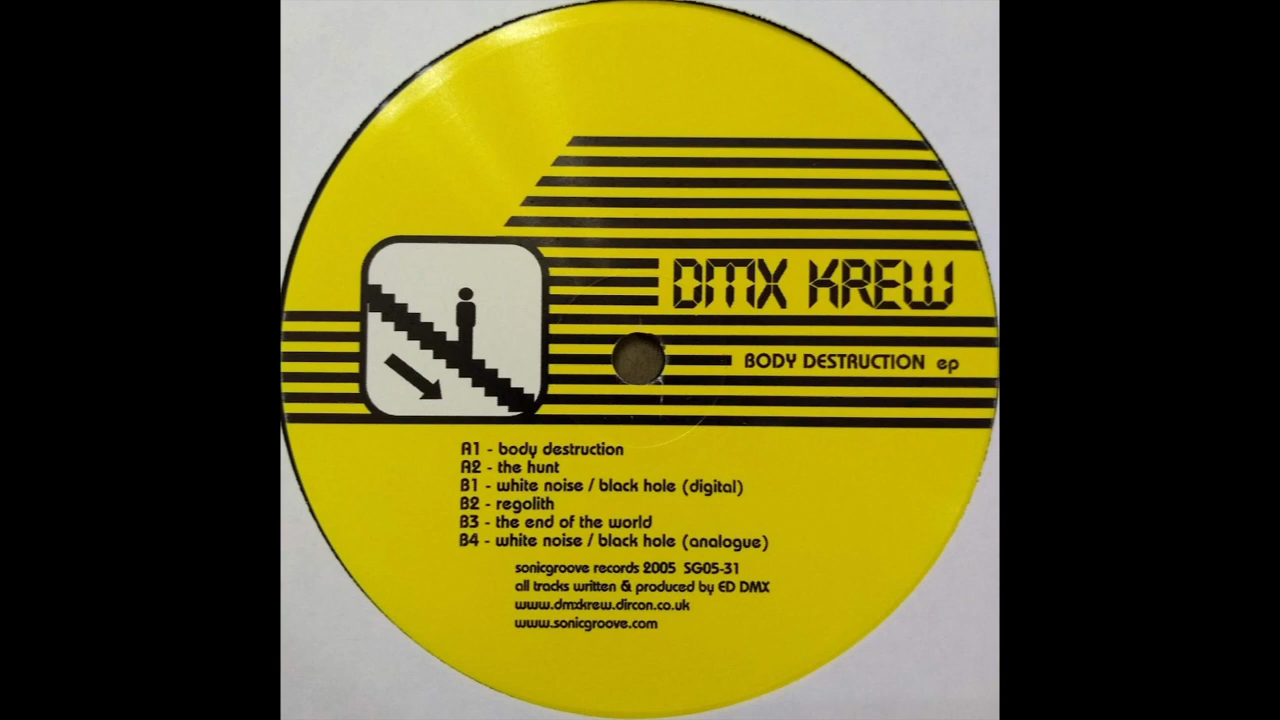 DMX KREW
BODY DESTRUCTION ep
A1 - body destruction
A2 - the hunt
B1 - white noise / black hole (digital)
B2 - regolith
B3 - the end of the world
B4 - white noise / black hole (analogue)
sonicgroove records 2005 SG05-31
all tracks written & produced by ED DMX
www.dmxkrew.dircon.co.uk
www.sonicgroove.com